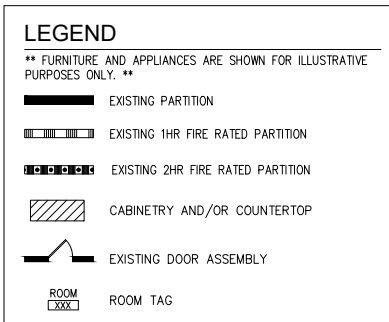 LEGEND
** FURNITURE AND APPLIANCES ARE SHOWN FOR ILLUSTRATIVE
PURPOSES ONLY. **
EXISTING PARTITION
EXISTING 1HR FIRE RATED PARTITION
EXISTING 2HR FIRE RATED PARTITION
CABINETRY AND/OR COUNTERTOP
EXISTING DOOR ASSEMBLY
ROOM
XXX
ROOM TAG